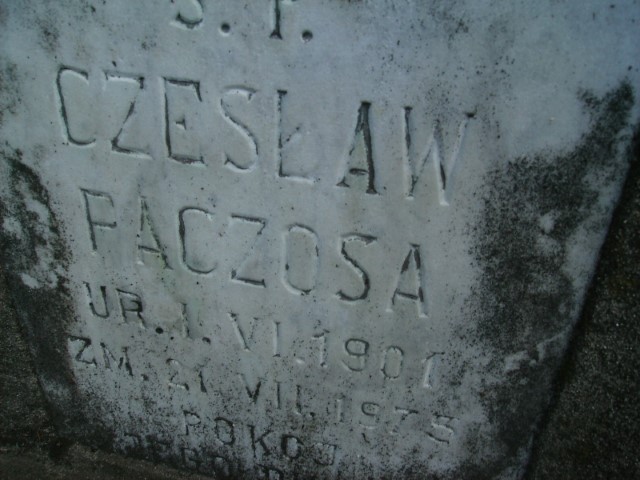 Ś. P.
CZESŁAW
PACZOSA
UR. 1. VI. 1901
ZM. 21 VII. 1975
POKÓJ